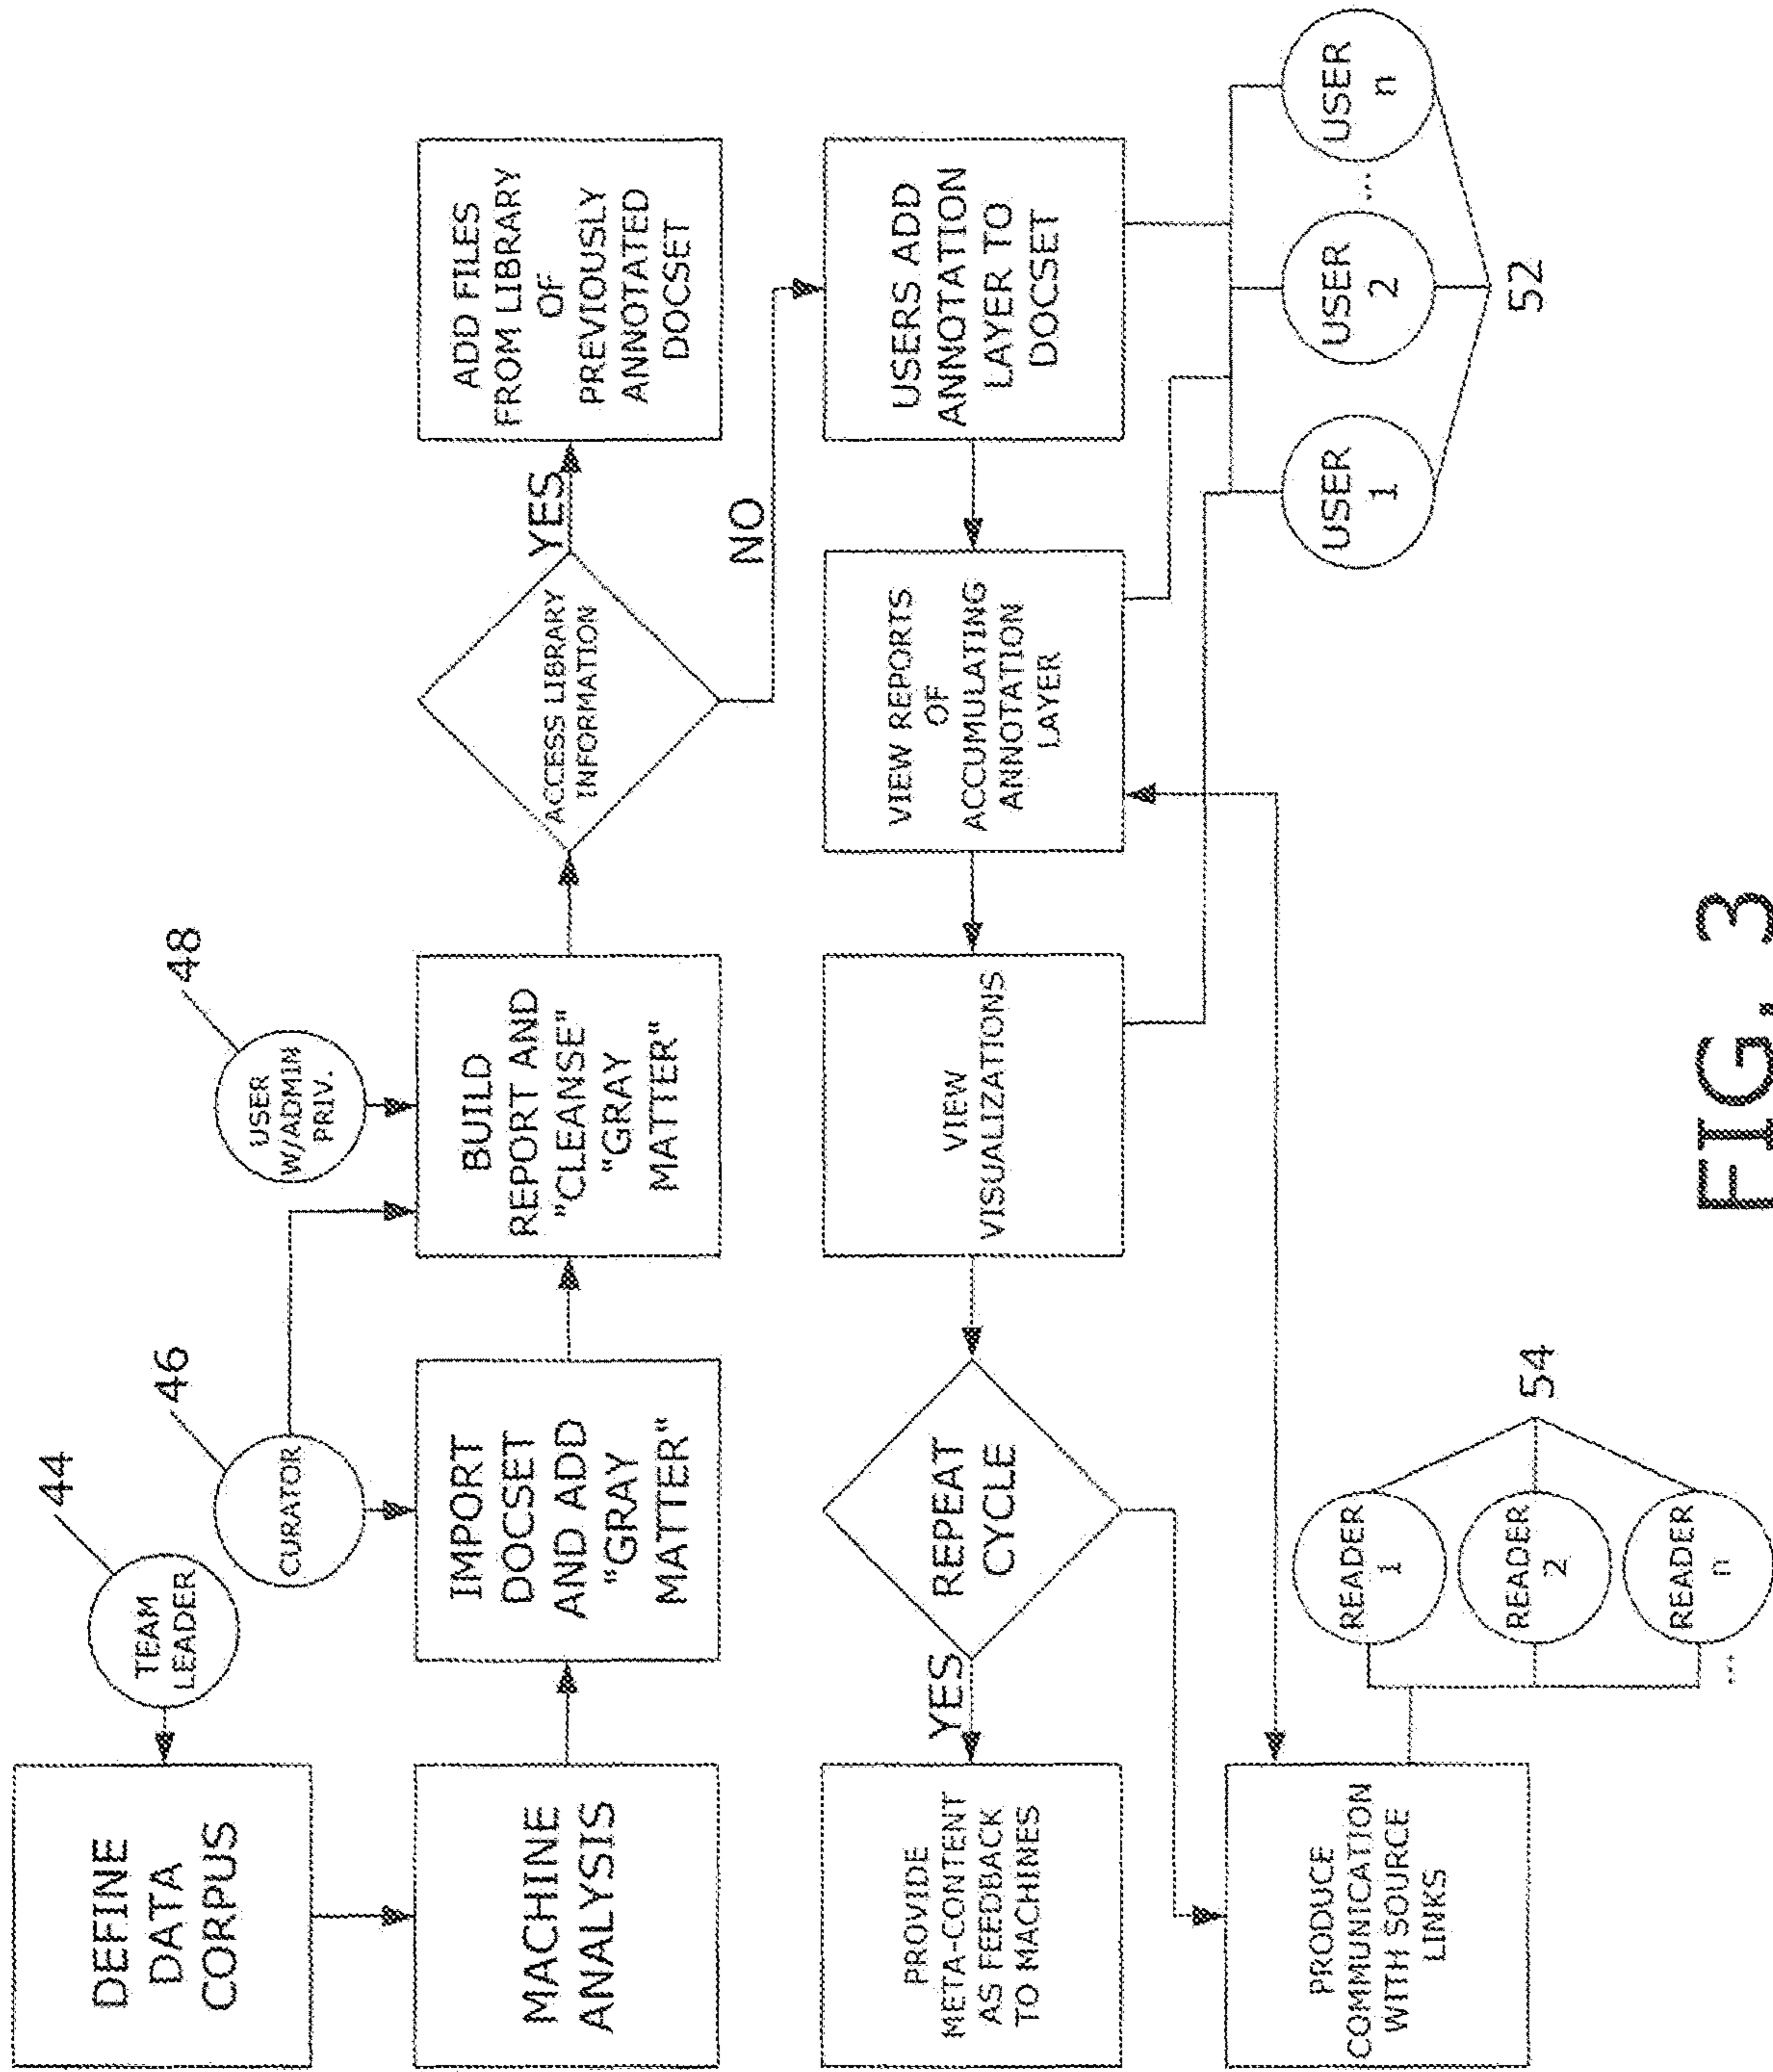 44
TEAM
LEADER
DEFINE
DATA
CORPUS
46
CURATOR
48
USER
W/ADMIN
PRIV.
MACHINE
ANALYSIS
IMPORT
DOCSET
AND ADD
"GRAY
MATTER"
BUILD
REPORT AND
"CLEANSE"
"GRAY
MATTER"
ACCESS LIBRARY
INFORMATION
YES
ADD FILES
FROM LIBRARY
OF
PREVIOUSLY
ANNOTATED
DOCSET
NO
PROVIDE
META-CONTENT
AS FEEDBACK
TO MACHINES
YES
REPEAT
CYCLE
VIEW
VISUALIZATIONS
VIEW REPORTS
OF
ACCUMULATING
ANNOTATION
LAYER
USERS ADD
ANNOTATION
LAYER TO
DOCSET
PRODUCE
COMMUNICATION
WITH SOURCE
LINKS
READER
1
READER
2
READER
n
...
54
USER
1
USER
2
...
USER
n
52
FIG. 3